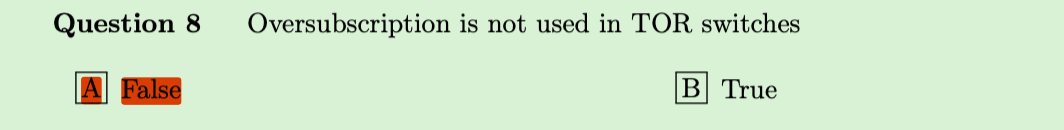 Question 8 Oversubscription is not used in TOR switches
A False B True